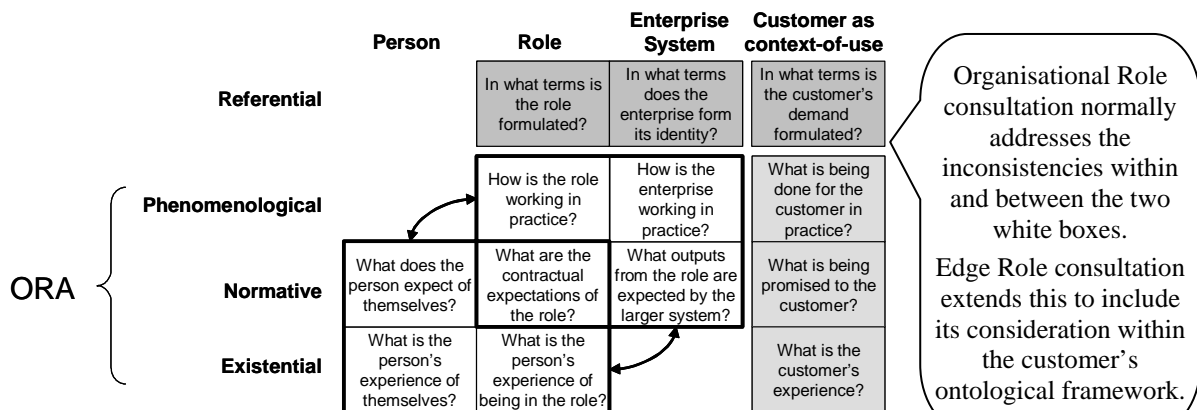 Person
Role
Enterprise
System
Customer as
context-of-use
Referential
In what terms is
the role
formulated?
In what terms
does the
enterprise form
its identity?
In what terms is
the customer's
demand
formulated?
ORA
Phenomenological
How is the role
working in
practice?
How is the
enterprise
working in
practice?
What is being
done for the
customer in
practice?
Normative
What does the
person expect of
themselves?
What are the
contractual
expectations of
the role?
What outputs
from the role are
expected by the
larger system?
What is being
promised to the
customer?
Existential
What is the
person's
experience of
themselves?
What is the
person's
experience of
being in the role?
What is the
customer's
experience?
Organisational Role
consultation normally
addresses the
inconsistencies within
and between the two
white boxes.
Edge Role consultation
extends this to include
its consideration within
the customer's
ontological framework.